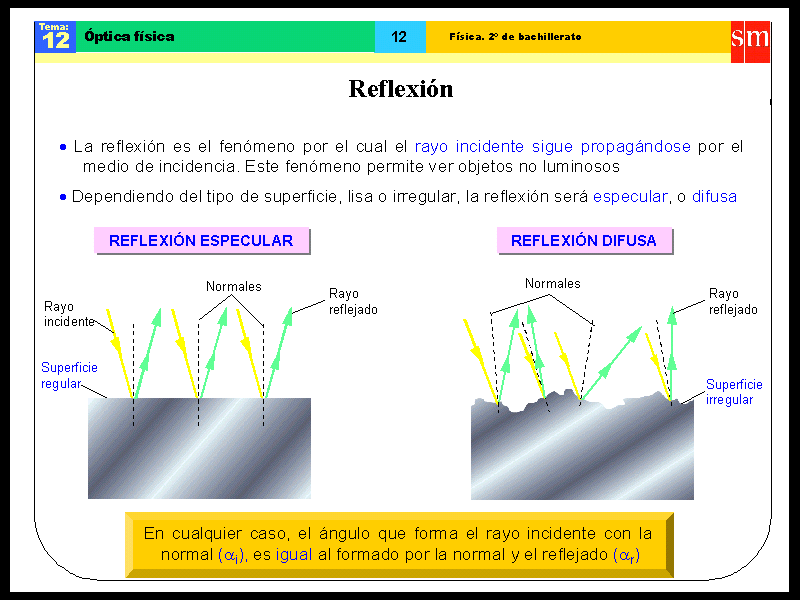 Tema:
12
Óptica física
12
Física. 2º de bachillerato
sm
Reflexión
• La reflexión es el fenómeno por el cual el rayo incidente sigue propagándose por el
medio de incidencia. Este fenómeno permite ver objetos no luminosos
• Dependiendo del tipo de superficie, lisa o irregular, la reflexión será especular, o difusa
REFLEXIÓN ESPECULAR
Normales
Rayo
incidente
Rayo
reflejado
Superficie
regular
REFLEXIÓN DIFUSA
Normales
Rayo
reflejado
Superficie
irregular
En cualquier caso, el ángulo que forma el rayo incidente con la
normal (αi), es igual al formado por la normal y el reflejado (αr)